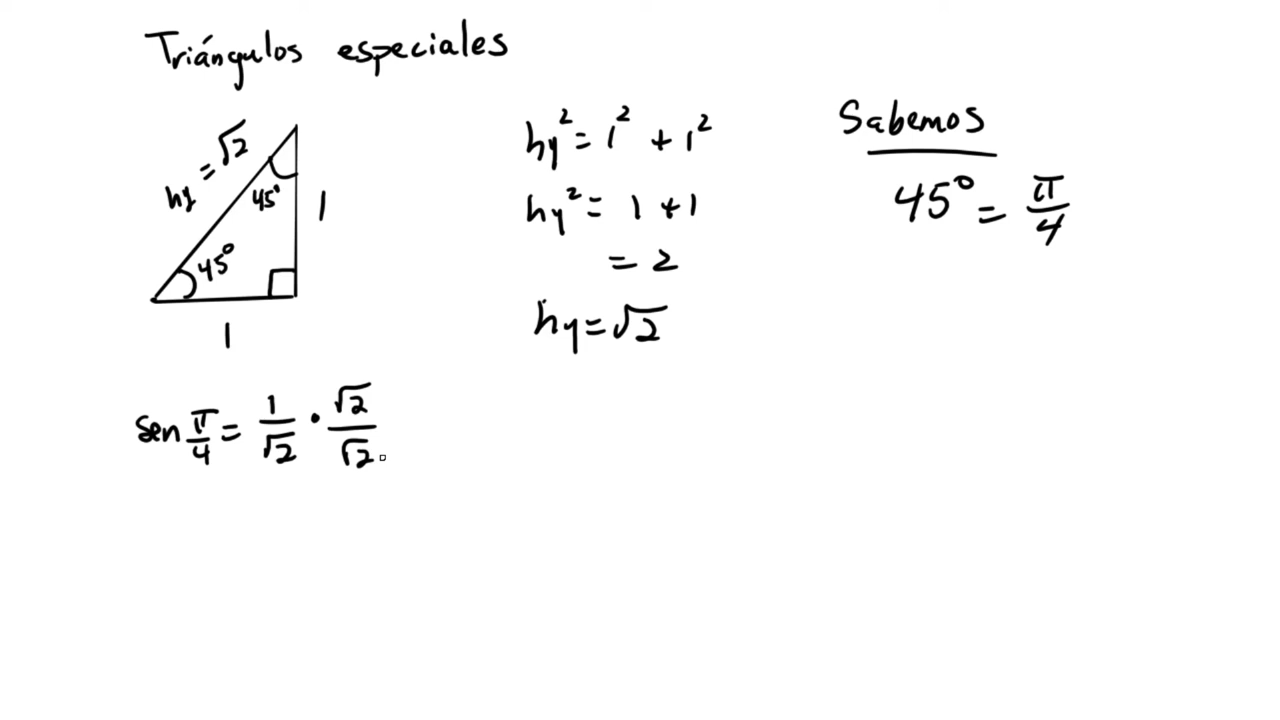 Triángulos especiales
hy = √2
45°
1
45°
1
hy² = 1² + 1²
hy² = 1 + 1
= 2
hy = √2
Sabemos
45° = π/4
sen π/4 = 1/√2 • √2/√2